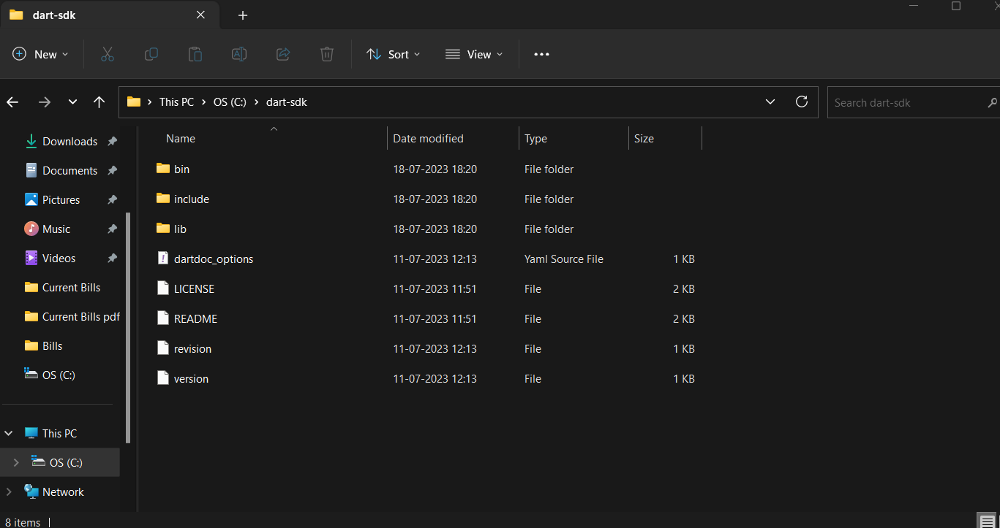 dart-sdk
New
Sort
View
This PC
OS (C:)
dart-sdk
Search dart-sdk
Downloads
Documents
Pictures
Music
Videos
Current Bills
Current Bills pdf
Bills
OS (C:)
This PC
OS (C:)
Network
Name Date modified Type Size
bin 18-07-2023 18:20 File folder
include 18-07-2023 18:20 File folder
lib 18-07-2023 18:20 File folder
dartdoc_options 11-07-2023 12:13 Yaml Source File 1 KB
LICENSE 11-07-2023 11:51 File 2 KB
README 11-07-2023 11:51 File 2 KB
revision 11-07-2023 12:13 File 1 KB
version 11-07-2023 12:13 File 1 KB
8 items